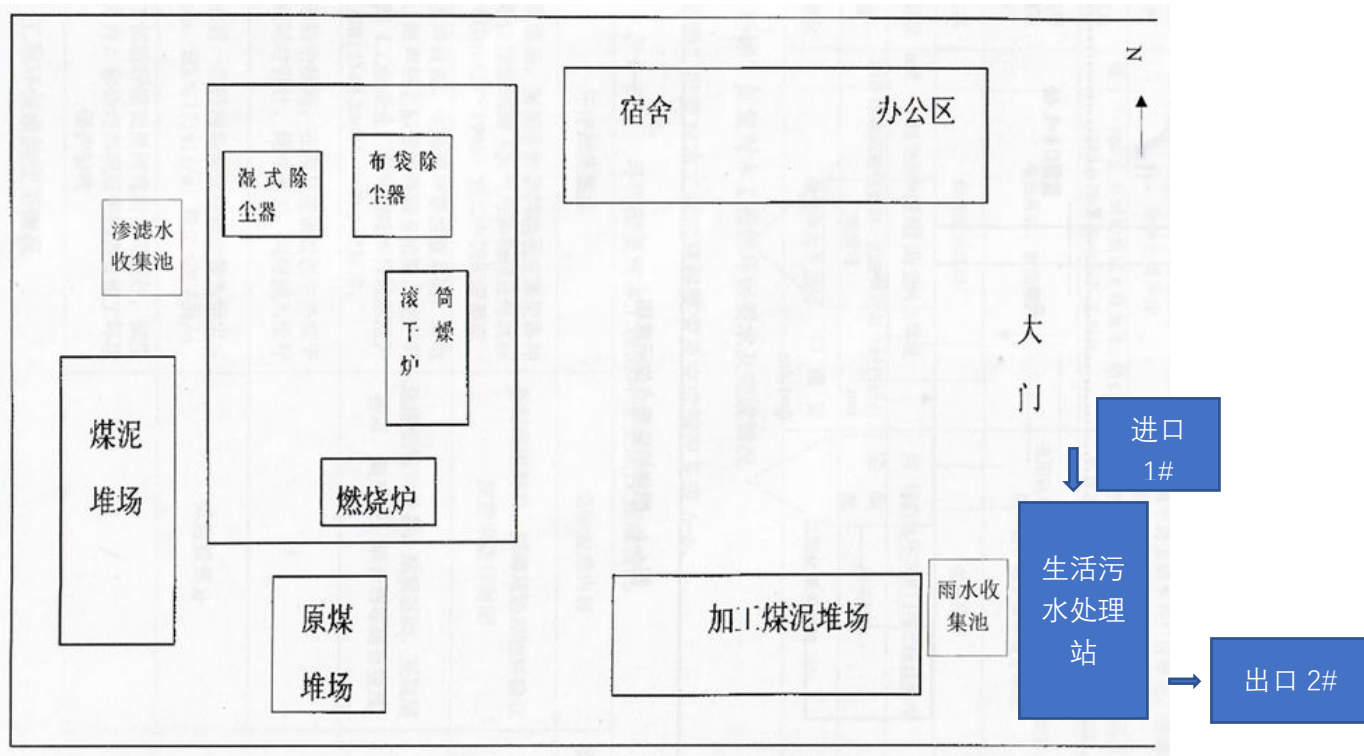 N
宿舍
办公区
湿式除
尘器
布袋除
尘器
渗滤水
收集池
滚筒
干燥
炉
大
门
进口
1#
煤泥
堆场
燃烧炉
生活污
水处理
站
原煤
堆场
加工煤泥堆场
雨水收
集池
出口 2#